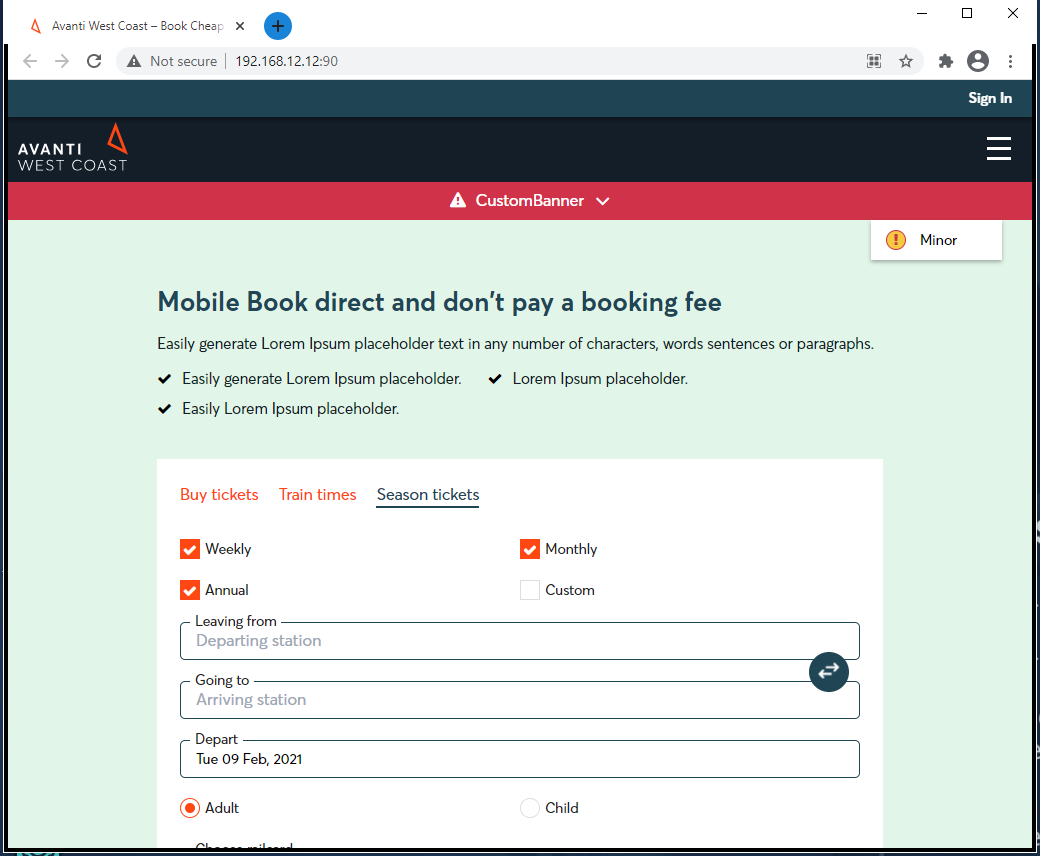 Avanti West Coast – Book Cheap
Not secure 192.168.12.12:90
Sign In
AVANTI
WEST COAST
CustomBanner
Minor
Mobile Book direct and don't pay a booking fee
Easily generate Lorem Ipsum placeholder text in any number of characters, words sentences or paragraphs.
Easily generate Lorem Ipsum placeholder. Lorem Ipsum placeholder.
Easily Lorem Ipsum placeholder.
Buy tickets Train times Season tickets
Weekly Monthly
Annual Custom
Leaving from
Departing station
Going to
Arriving station
Depart
Tue 09 Feb, 2021
Adult Child
Choose railcard